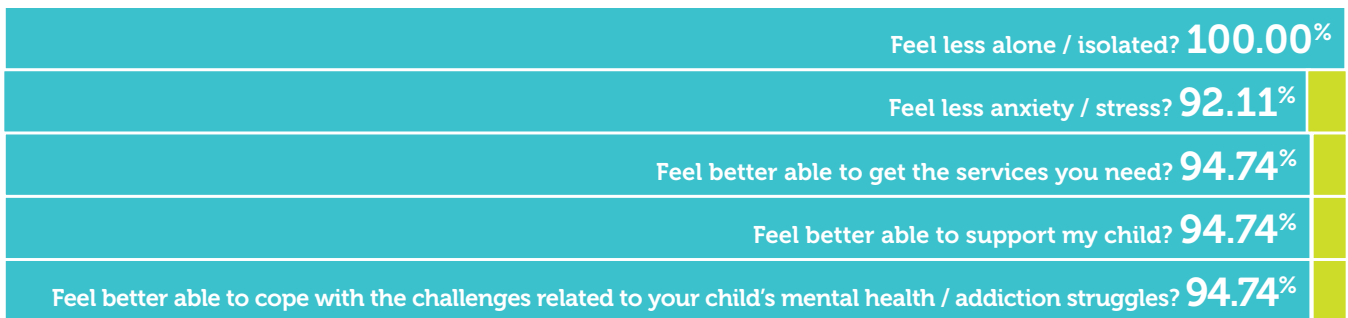 Feel less alone / isolated? 100.00%
Feel less anxiety / stress? 92.11%
Feel better able to get the services you need? 94.74%
Feel better able to support my child? 94.74%
Feel better able to cope with the challenges related to your child’s mental health / addiction struggles? 94.74%